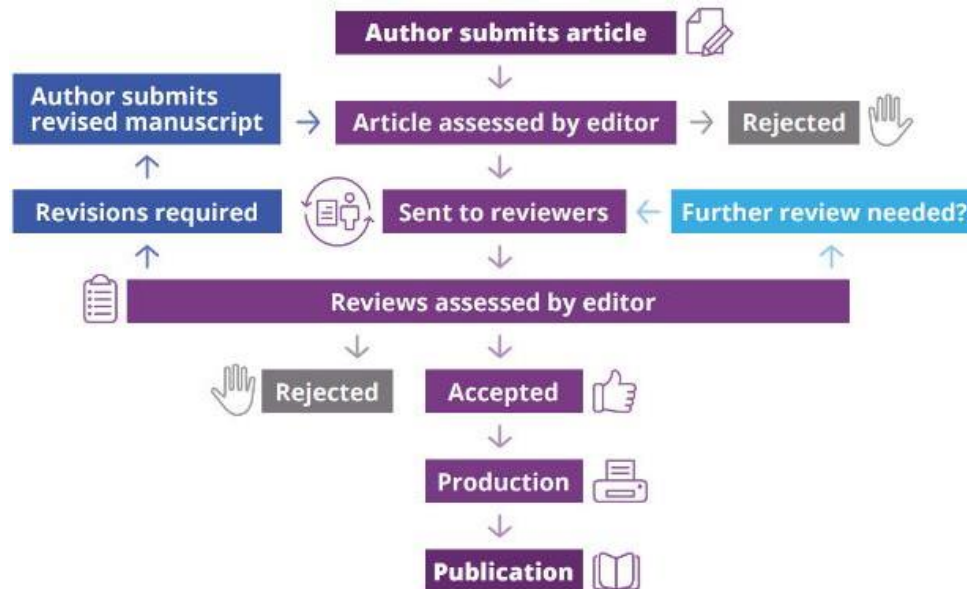 Author submits article
Author submits
revised manuscript
Article assessed by editor
Rejected
Revisions required
Sent to reviewers
Further review needed?
Reviews assessed by editor
Rejected
Accepted
Production
Publication